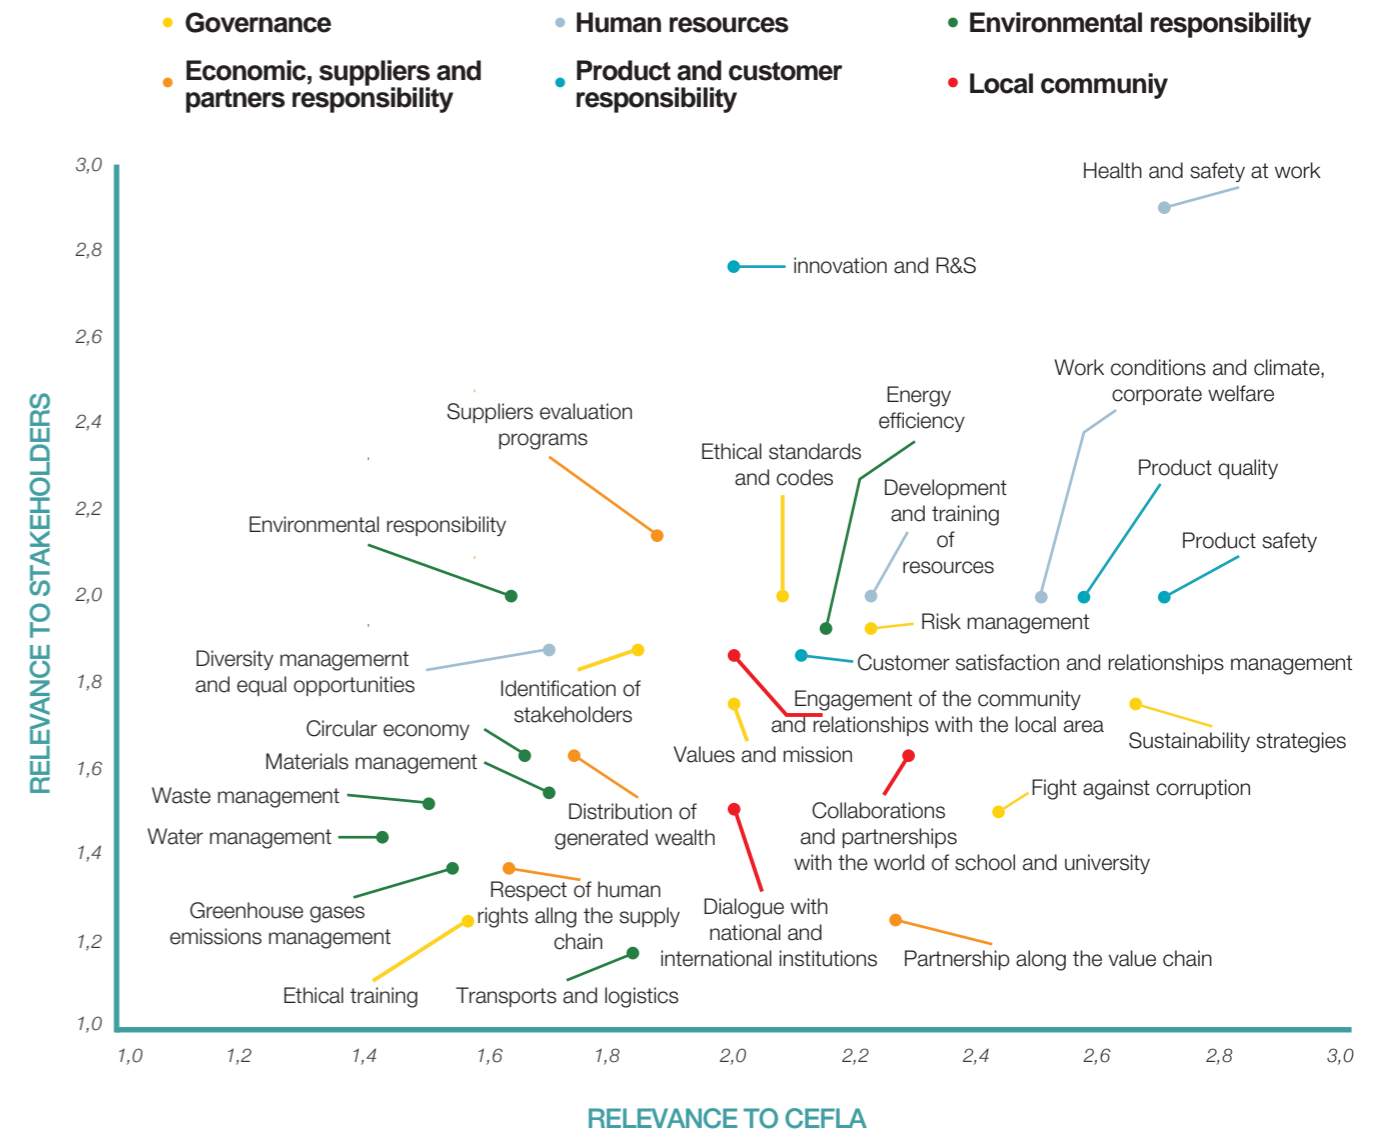 Governance
Human resources
Environmental responsibility
Economic, suppliers and
partners responsibility
Product and customer
responsibility
Local communiy
RELEVANCE TO STAKEHOLDERS
3,0
2,8
2,6
2,4
2,2
2,0
1,8
1,6
1,4
1,2
1,0
Health and safety at work
innovation and R&S
Work conditions and climate,
corporate welfare
Energy
efficiency
Suppliers evaluation
programs
Ethical standards
and codes
Product quality
Development
and training
of
resources
Environmental responsibility
Product safety
Risk management
Diversity managemernt
and equal opportunities
Customer satisfaction and relationships management
Identification of
stakeholders
Engagement of the community
and relationships with the local area
Circular economy
Sustainability strategies
Values and mission
Materials management
Waste management
Fight against corruption
Distribution of
generated wealth
Collaborations
and partnerships
with the world of school and university
Water management
Respect of human
rights allng the supply
chain
Greenhouse gases
emissions management
Dialogue with
national and
international institutions
Partnership along the value chain
Ethical training
Transports and logistics
1,0
1,2
1,4
1,6
1,8
2,0
2,2
2,4
2,6
2,8
3,0
RELEVANCE TO CEFLA